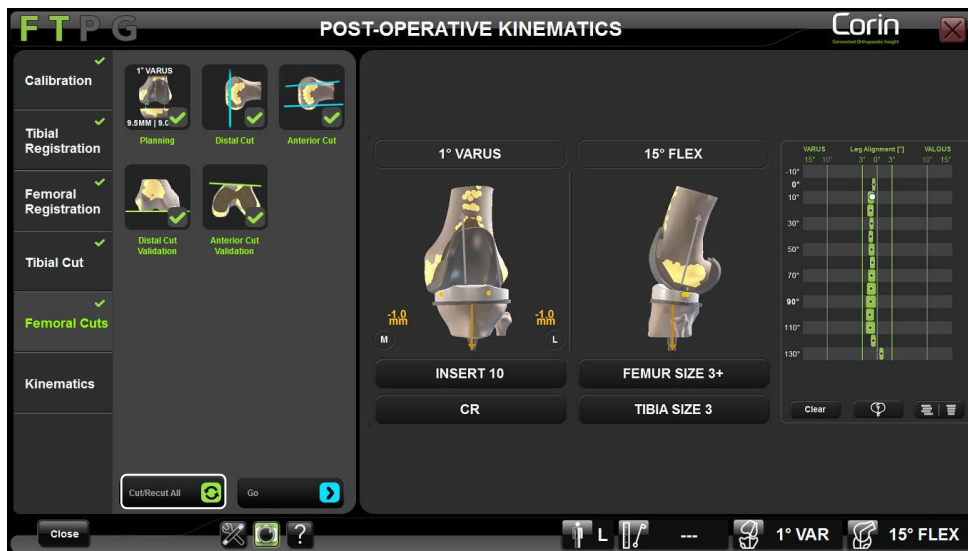 FTPG
POST-OPERATIVE KINEMATICS
Corin
Connected Orthopaedic Insight
Calibration
Tibial
Registration
Femoral
Registration
Tibial Cut
Femoral Cuts
Kinematics
1° VARUS
Planning
Distal Cut
Anterior Cut
Distal Cut
Validation
Anterior Cut
Validation
Cut/Recut All
Go
1° VARUS
15° FLEX
-1.0
mm
-1.0
mm
M
L
INSERT 10
FEMUR SIZE 3+
CR
TIBIA SIZE 3
VARUS
Leg Alignment [°]
VALGUS
15° 10° 3° 0° 3° 10° 15°
-10°
0°
10°
30°
50°
70°
90°
110°
130°
Clear
Close
?
L
---
1° VAR
15° FLEX